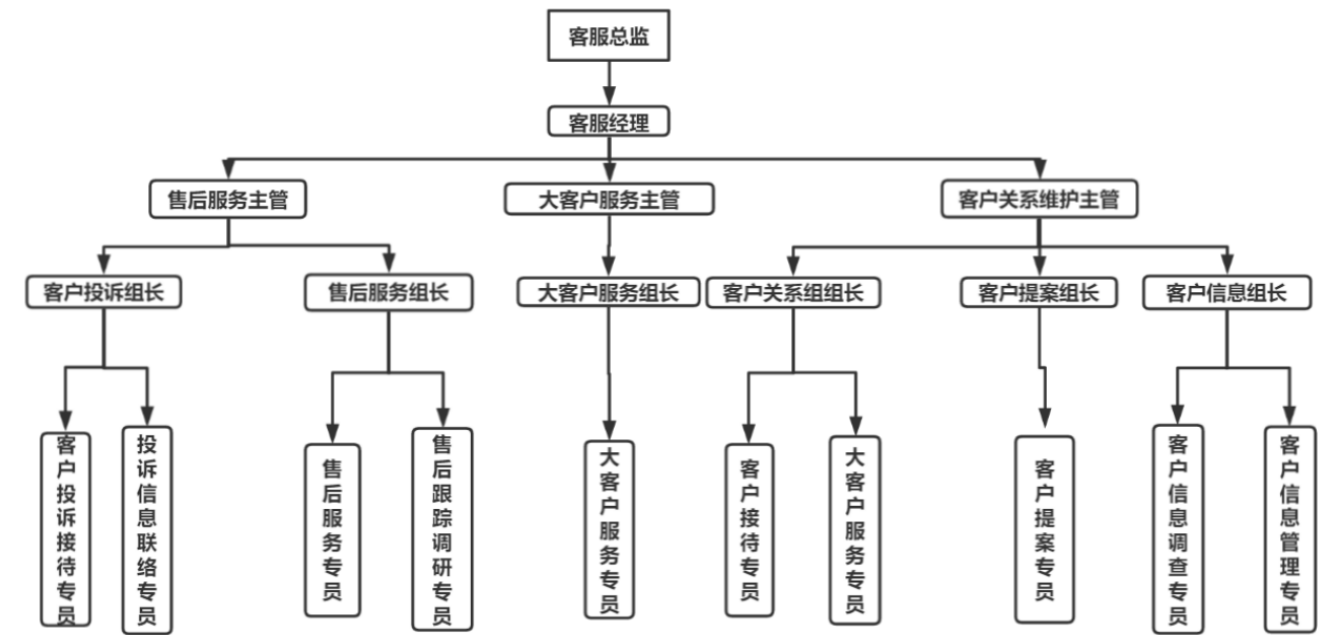 客服总监
客服经理
售后服务主管
大客户服务主管
客户关系维护主管
客户投诉组长
售后服务组长
大客户服务组长
客户关系组组长
客户提案组长
客户信息组长
客户投诉接待专员
投诉信息联络专员
售后服务专员
售后跟踪调研专员
大客户服务专员
客户接待专员
大客户服务专员
客户提案专员
客户信息调查专员
客户信息管理专员